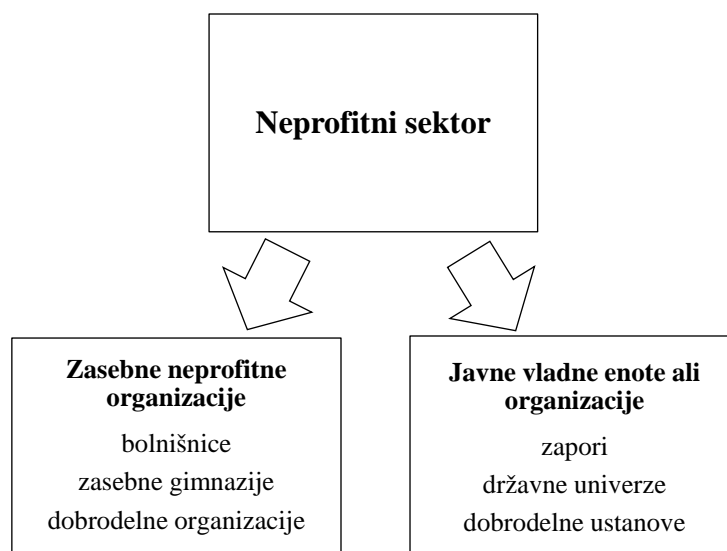 Neprofitni sektor
Zasebne neprofitne
organizacije
bolnišnice
zasebne gimnazije
dobrodelne organizacije
Javne vladne enote ali
organizacije
zapori
državne univerze
dobrodelne ustanove